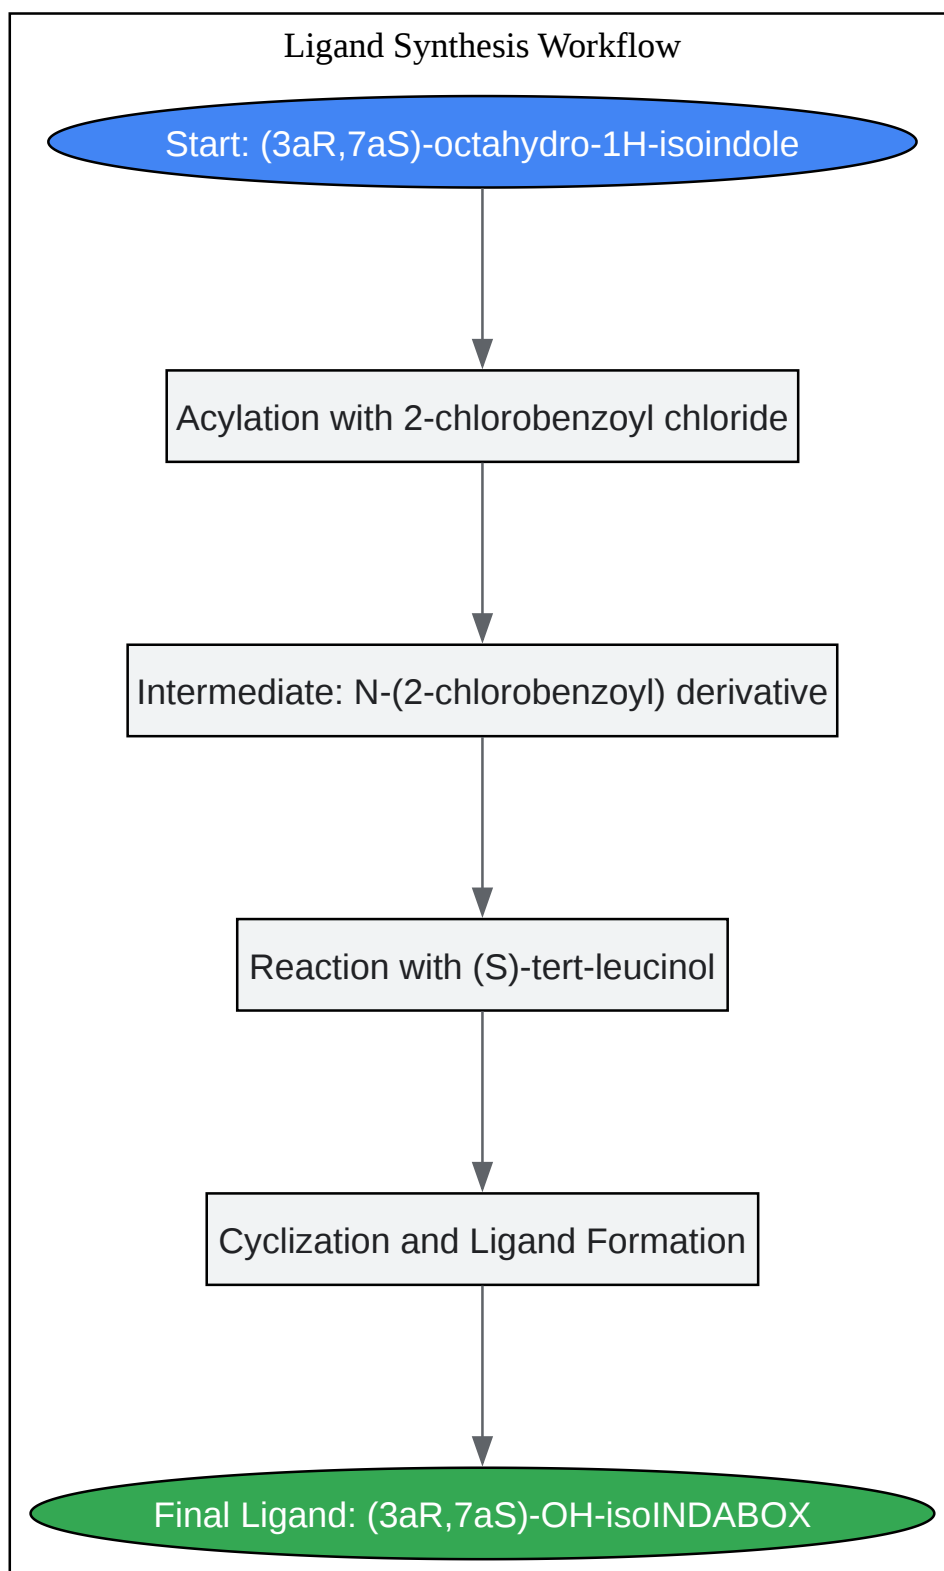 Ligand Synthesis Workflow
Start: (3aR,7aS)-octahydro-1H-isoindole
Acylation with 2-chlorobenzoyl chloride
Intermediate: N-(2-chlorobenzoyl) derivative
Reaction with (S)-tert-leucinol
Cyclization and Ligand Formation
Final Ligand: (3aR,7aS)-OH-isoINDABOX